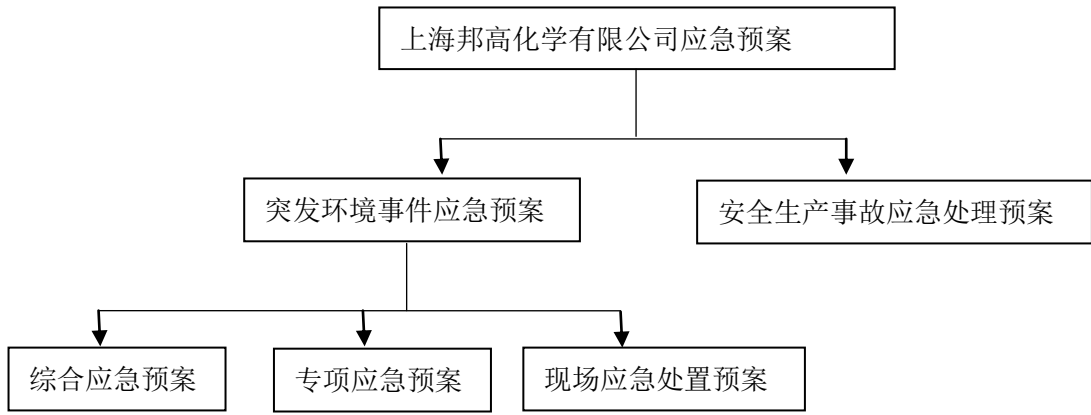 上海邦高化学有限公司应急预案
突发环境事件应急预案
安全生产事故应急处理预案
综合应急预案
专项应急预案
现场应急处置预案